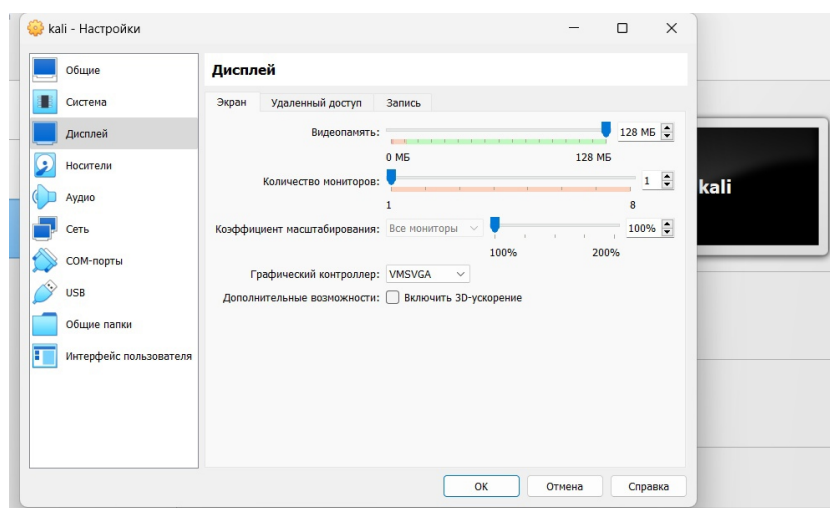 kali - Настройки
Общие
Система
Дисплей
Носители
Аудио
Сеть
COM-порты
USB
Общие папки
Интерфейс пользователя
Дисплей
Экран Удаленный доступ Запись
Видеопамять: 128 МБ
0 МБ 128 МБ
Количество мониторов: 1
1 8
Коэффициент масштабирования: Все мониторы 100%
100% 200%
Графический контроллер: VMSVGA
Дополнительные возможности: Включить 3D-ускорение
OK Отмена Справка
kali